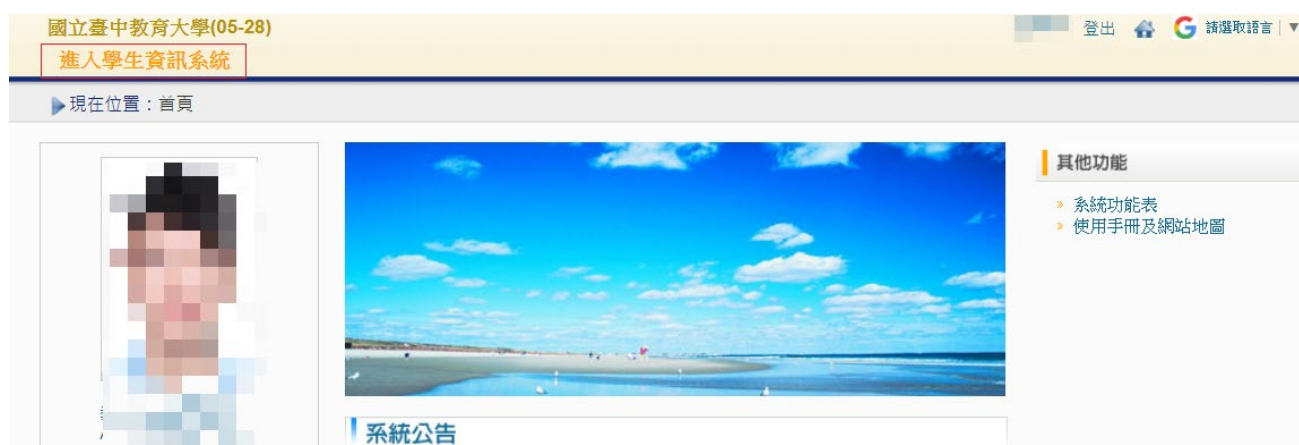 國立臺中教育大學(05-28)
登出 請選取語言 ▼
進入學生資訊系統
現在位置：首頁
其他功能
» 系統功能表
» 使用手冊及網站地圖
系統公告